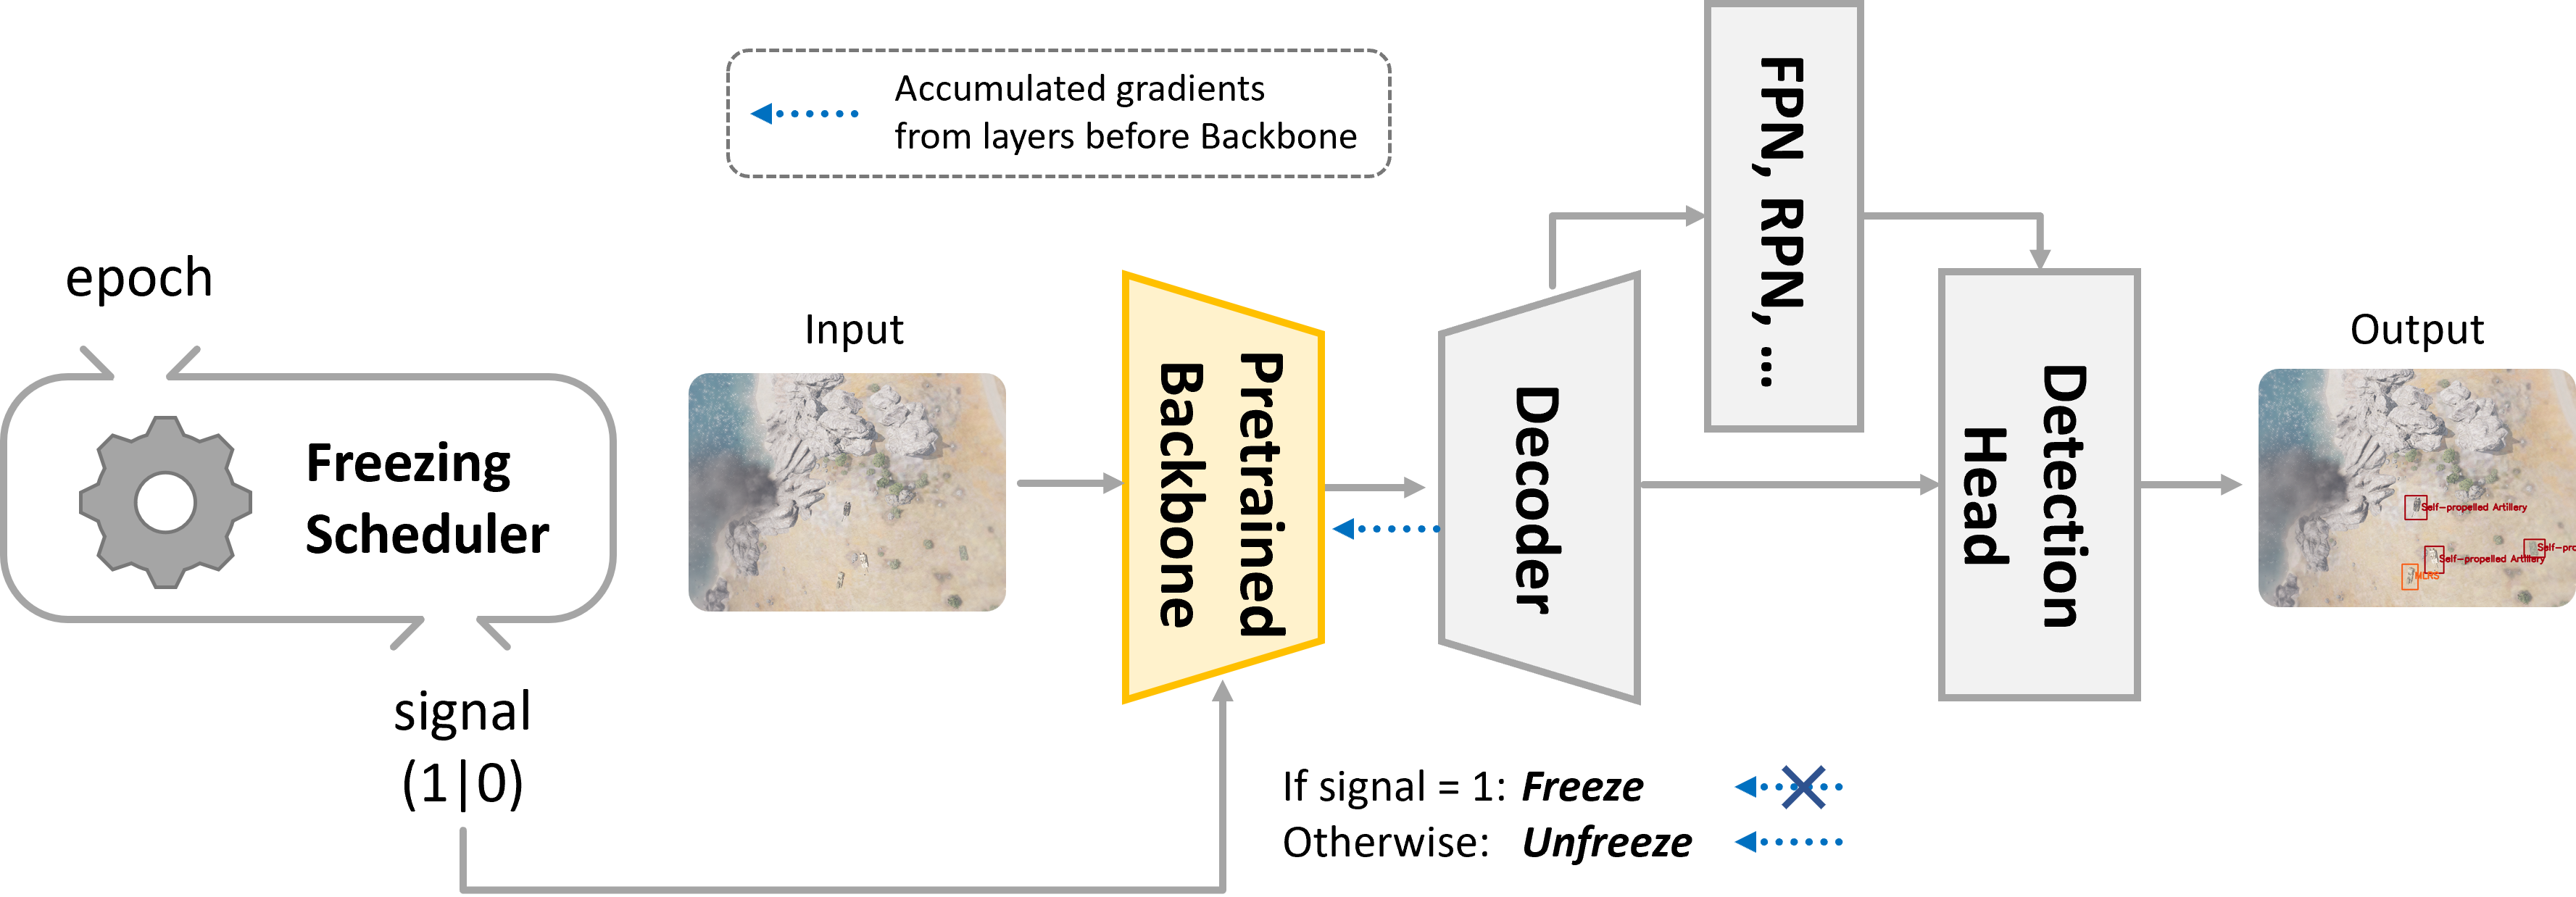 Accumulated gradients
from layers before Backbone
FPN, RPN, ...
epoch
Freezing
Scheduler
signal
(1|0)
Input
Pretrained
Backbone
Decoder
Detection
Head
Output
Self-propelled Artillery
Self-pro
Self-propelled Artillery
MLRS
If signal = 1: Freeze
Otherwise: Unfreeze